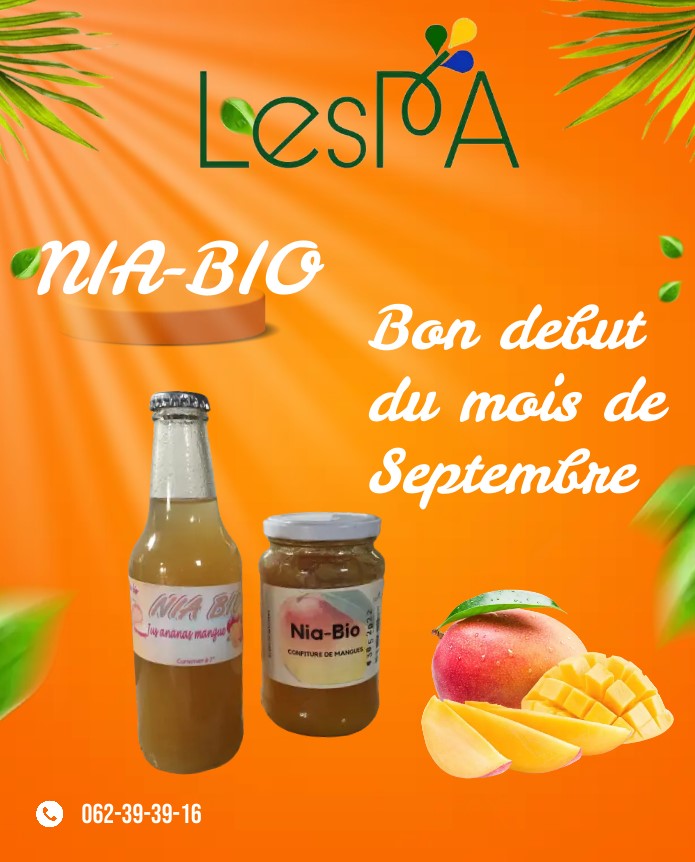 LesPA
NIA-BIO
Bon debut
du mois de
Septembre
NIA BIO
Jus ananas mangue
Nia-Bio
CONFITURE DE MANGUES
062-39-39-16